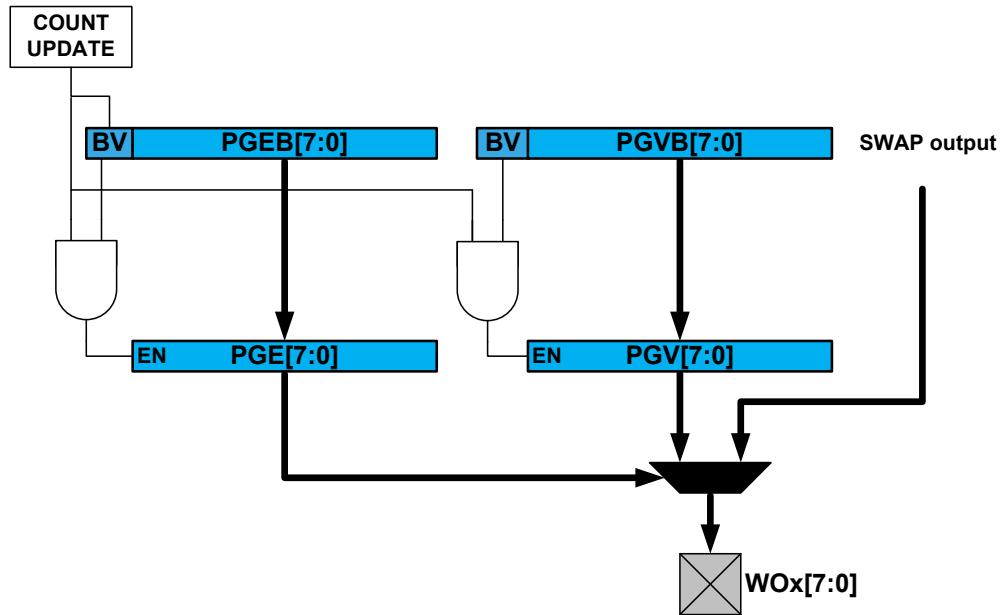 COUNT
UPDATE
BV PGEB[7:0]
BV PGVB[7:0]
SWAP output
EN PGE[7:0]
EN PGV[7:0]
WOx[7:0]